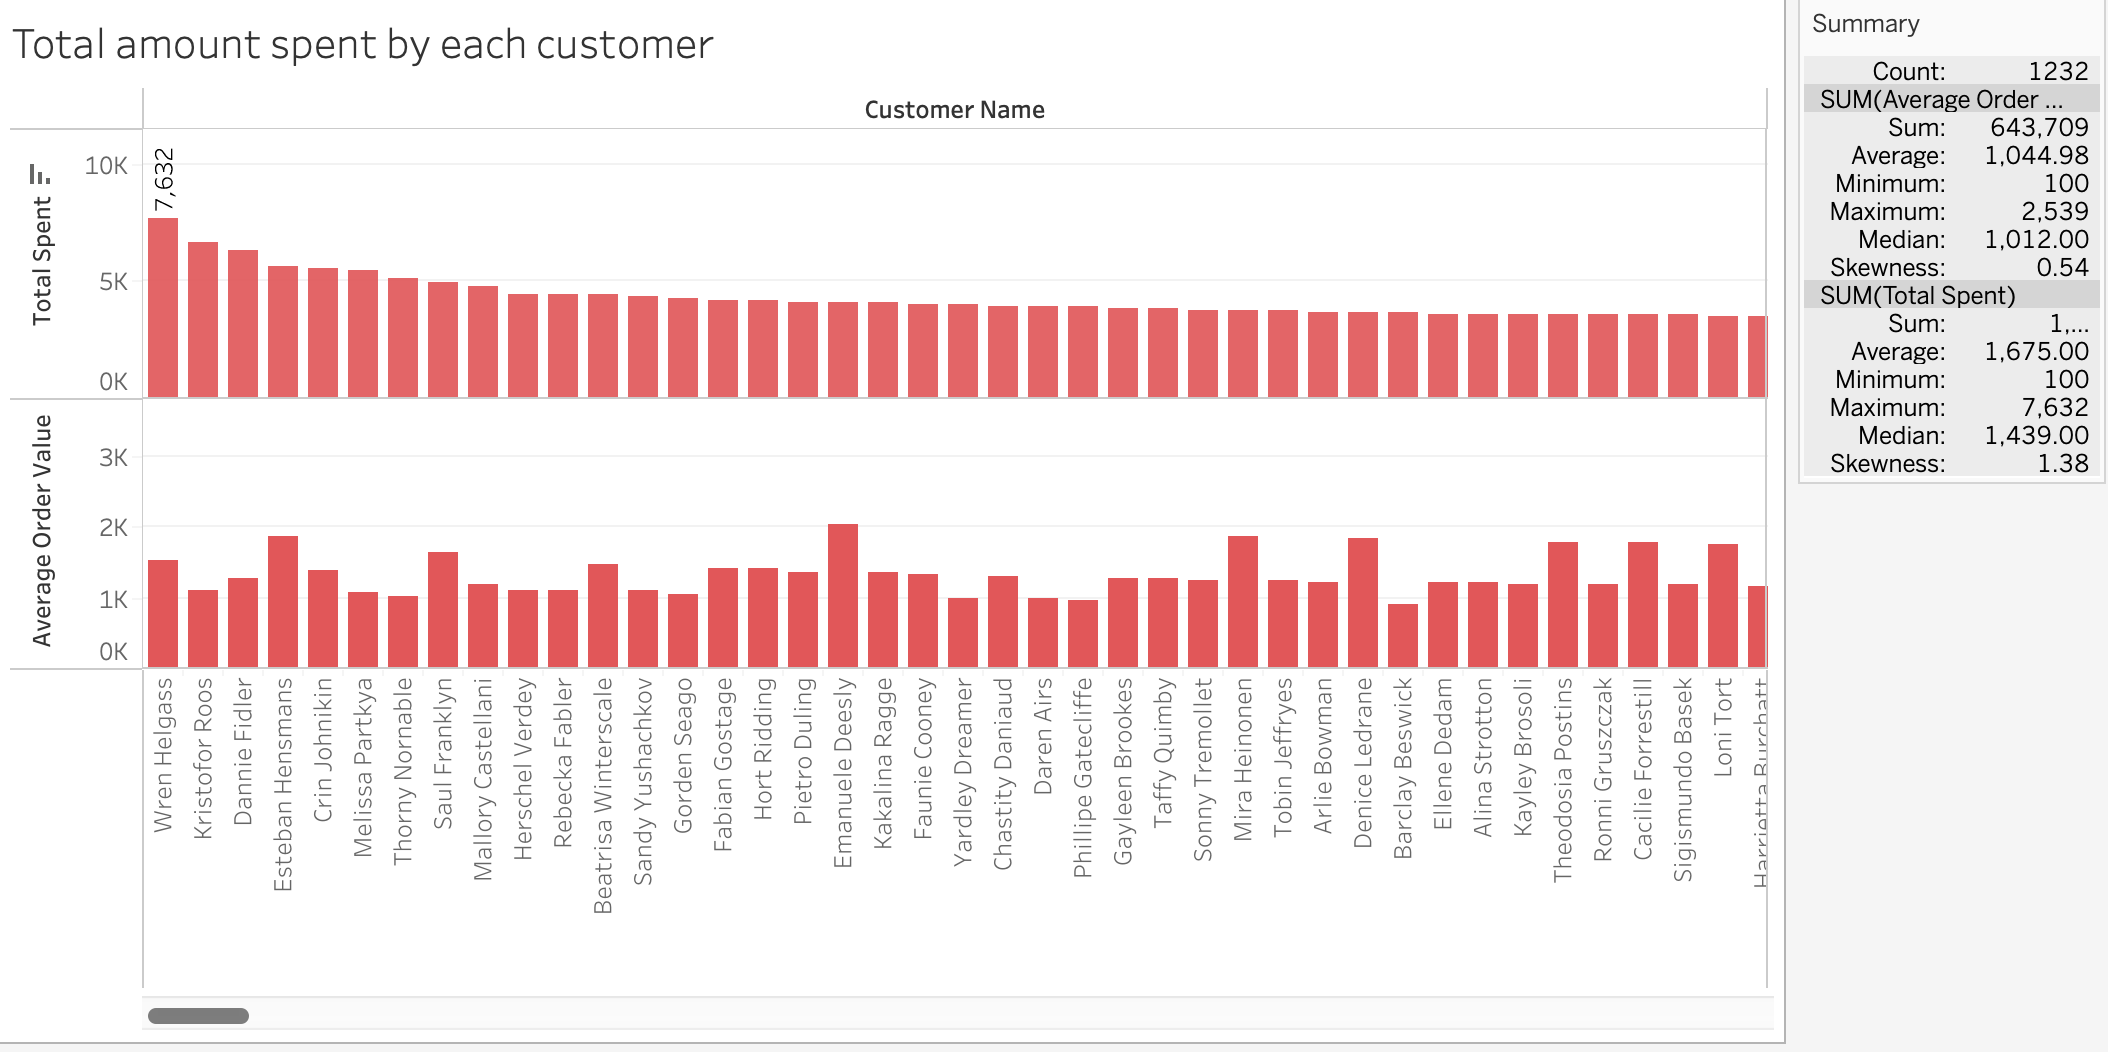 Total amount spent by each customer
Customer Name
Total Spent
10K
5K
0K
7,632
Average Order Value
3K
2K
1K
0K
Wren Helgass
Kristofor Roos
Dannie Fidler
Esteban Hensmans
Crin Johnikin
Melissa Partkya
Thorny Nornable
Saul Franklyn
Mallory Castellani
Herschel Verdey
Rebecka Fabler
Beatrisa Winterscale
Sandy Yushachkov
Gorden Seago
Fabian Gostage
Hort Ridding
Pietro Duling
Emanuele Deesly
Kakalina Ragge
Faunie Cooney
Yardley Dreamer
Chastity Daniaud
Daren Airs
Phillipe Gatecliffe
Gayleen Brookes
Taffy Quimby
Sonny Tremollet
Mira Heinonen
Tobin Jeffryes
Arlie Bowman
Denice Ledrane
Barclay Beswick
Ellene Dedam
Alina Strotton
Kayley Brosoli
Theodosia Postins
Ronni Gruszczak
Cacilie Forrestill
Sigismundo Basek
Loni Tort
Harrietta Burchatt
Summary
Count: 1232
SUM(Average Order ...
Sum: 643,709
Average: 1,044.98
Minimum: 100
Maximum: 2,539
Median: 1,012.00
Skewness: 0.54
SUM(Total Spent)
Sum: 1,...
Average: 1,675.00
Minimum: 100
Maximum: 7,632
Median: 1,439.00
Skewness: 1.38